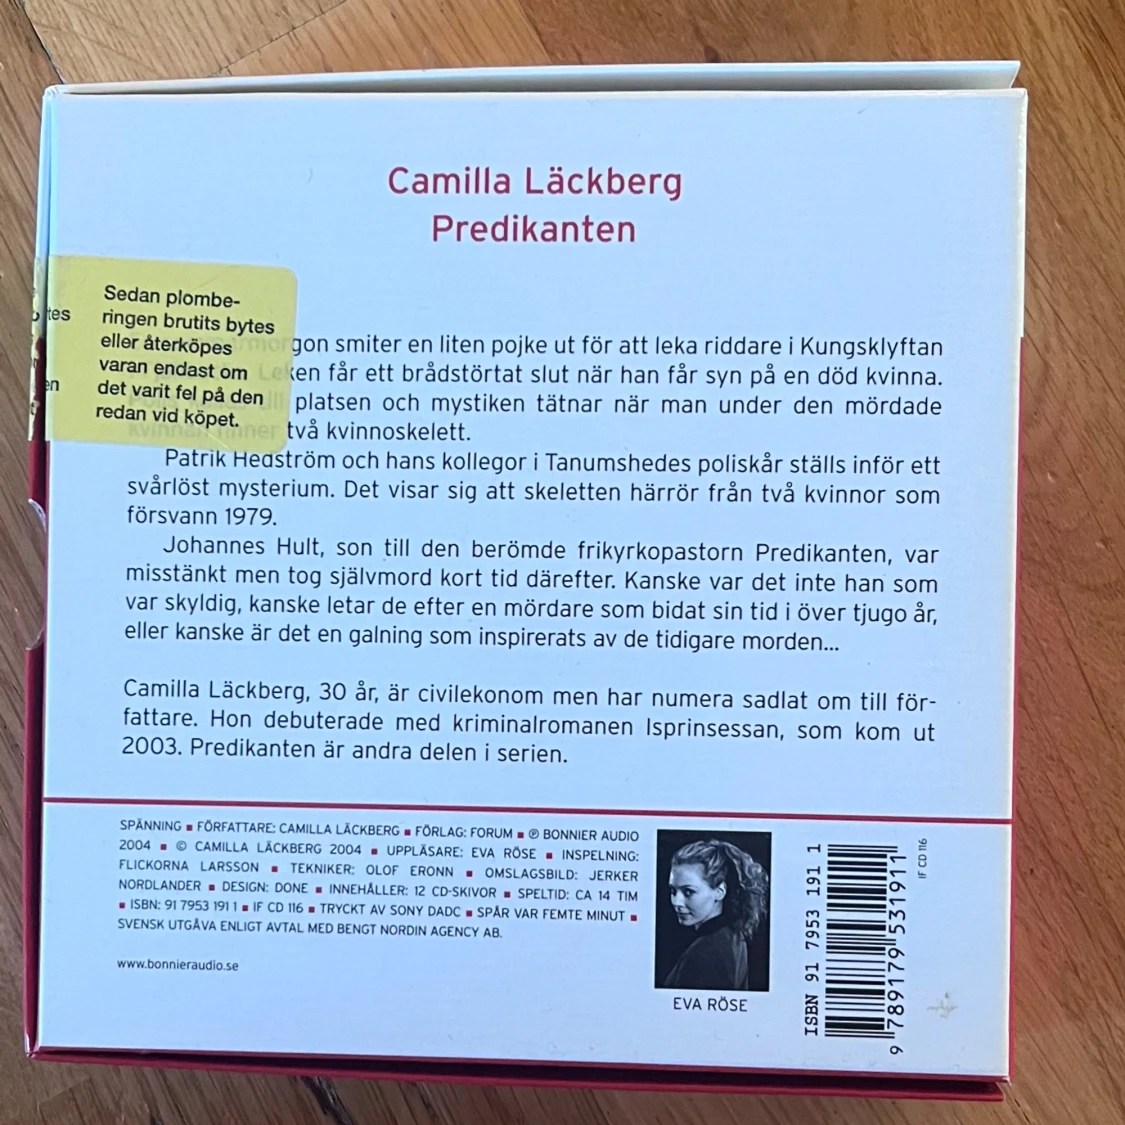 Camilla Läckberg
Predikanten
Sedan plombe-
ringen brutits bytes
eller återköpes
varan endast om
det varit fel på den
redan vid köpet.
tes
en
gon smiter en liten pojke ut för att leka riddare i Kungsklyftan
ken får ett brådstörtat slut när han får syn på en död kvinna.
platsen och mystiken tätnar när man under den mördade
två kvinnoskelett.
Patrik Hedström och hans kollegor i Tanumshedes poliskår ställs inför ett
svårlöst mysterium. Det visar sig att skeletten härrör från två kvinnor som
försvann 1979.
Johannes Hult, son till den berömde frikyrkopastorn Predikanten, var
misstänkt men tog självmord kort tid därefter. Kanske var det inte han som
var skyldig, kanske letar de efter en mördare som bidat sin tid i över tjugo år,
eller kanske är det en galning som inspirerats av de tidigare morden...
Camilla Läckberg, 30 år, är civilekonom men har numera sadlat om till för-
fattare. Hon debuterade med kriminalromanen Isprinsessan, som kom ut
2003. Predikanten är andra delen i serien.
SPÄNNING ■ FÖRFATTARE: CAMILLA LÄCKBERG ■ FÖRLAG: FORUM ■ ℗ BONNIER AUDIO
2004 ■ © CAMILLA LÄCKBERG 2004 ■ UPPLÄSARE: EVA RÖSE ■ INSPELNING:
FLICKORNA LARSSON ■ TEKNIKER: OLOF ERONN ■ OMSLAGSBILD: JERKER
NORDLANDER ■ DESIGN: DONE ■ INNEHÅLLER: 12 CD-SKIVOR ■ SPELTID: CA 14 TIM
■ ISBN: 91 7953 191 1 ■ IF CD 116 ■ TRYCKT AV SONY DADC ■ SPÅR VAR FEMTE MINUT ■
SVENSK UTGÅVA ENLIGT AVTAL MED BENGT NORDIN AGENCY AB.
www.bonnieraudio.se
EVA RÖSE
ISBN 91 7953 191 1
9 789179 531911
IF CD 116